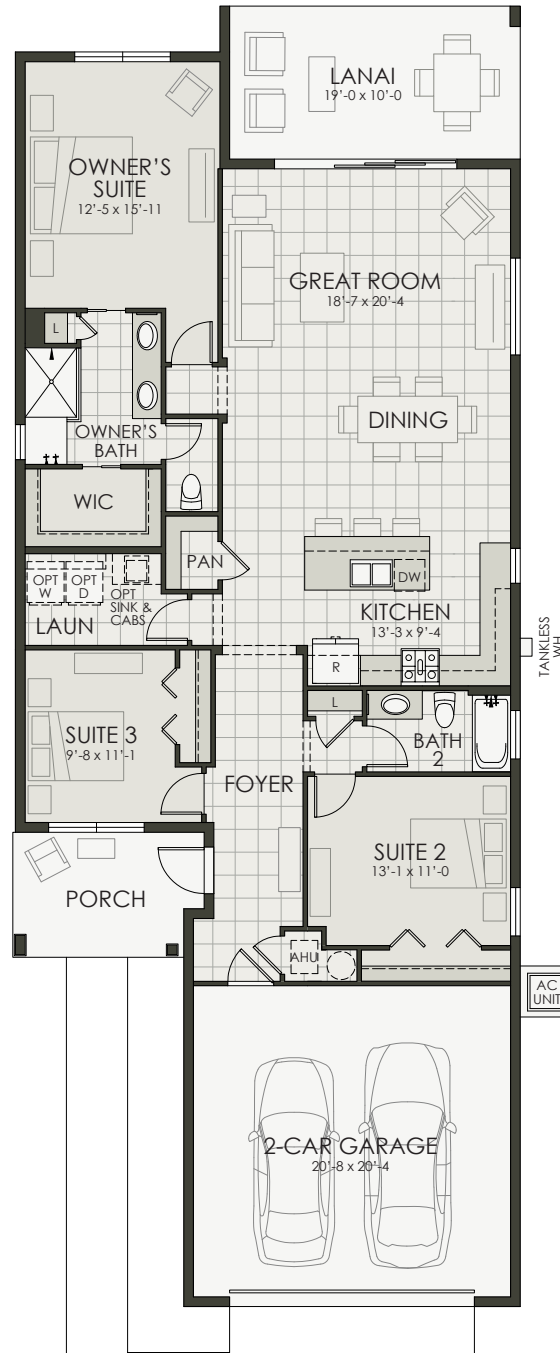 LANAI
19'-0 x 10'-0
OWNER'S
SUITE
12'-5 x 15'-11
GREAT ROOM
18'-7 x 20'-4
L
DINING
OWNER'S
BATH
WIC
PAN
OPT
W
OPT
D
OPT
SINK &
CABS
LAUN
DW
KITCHEN
13'-3 x 9'-4
TANKLESS
WH
R
L
SUITE 3
9'-8 x 11'-1
BATH
2
FOYER
SUITE 2
13'-1 x 11'-0
PORCH
AHU
AC
UNIT
2-CAR GARAGE
20'-8 x 20'-4